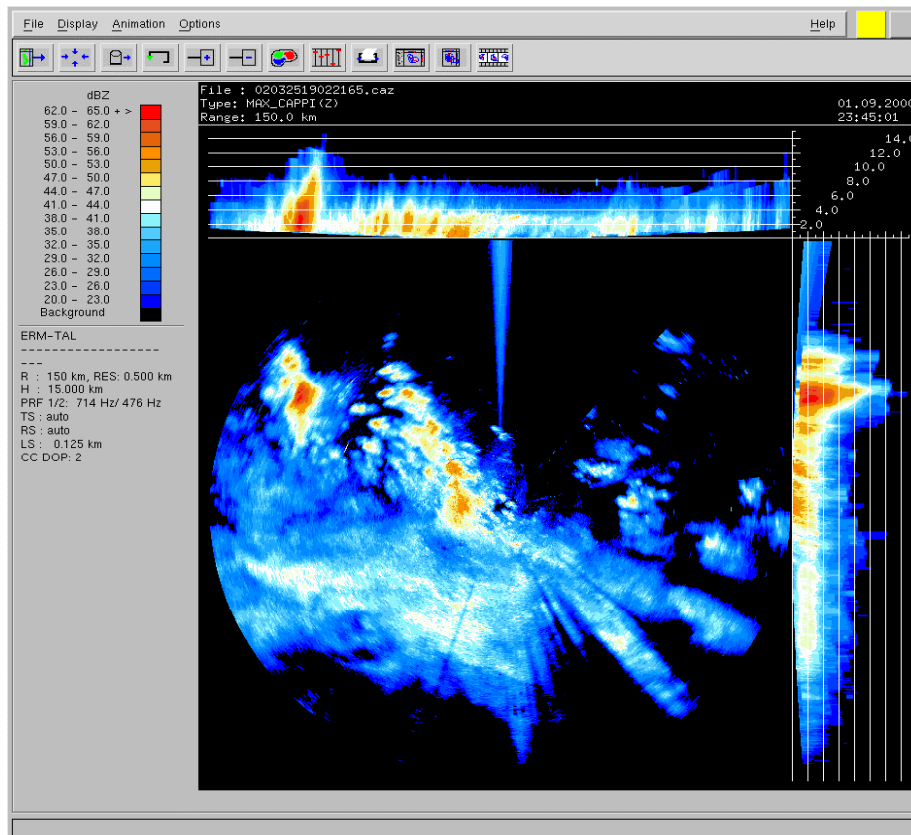 File Display Animation Options Help
File : 02032519022165.caz
Type: MAX_CAPPI(Z)
Range: 150.0 km
01.09.2000
23:45:01
dBZ
62.0 - 65.0 + >
59.0 - 62.0
56.0 - 59.0
53.0 - 56.0
50.0 - 53.0
47.0 - 50.0
44.0 - 47.0
41.0 - 44.0
38.0 - 41.0
35.0 - 38.0
32.0 - 35.0
29.0 - 32.0
26.0 - 29.0
23.0 - 26.0
20.0 - 23.0
Background
14.0
12.0
10.0
8.0
6.0
4.0
2.0
ERM-TAL
------------------
---
R : 150 km, RES: 0.500 km
H : 15.000 km
PRF 1/2: 714 Hz/ 476 Hz
TS : auto
RS : auto
LS : 0.125 km
CC DOP: 2